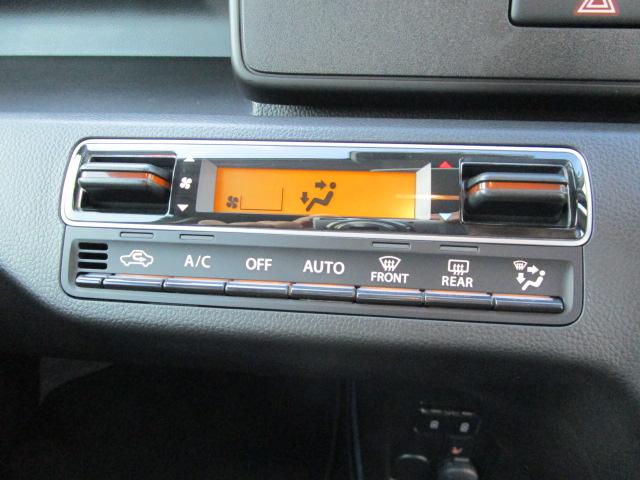 A/C OFF AUTO FRONT REAR